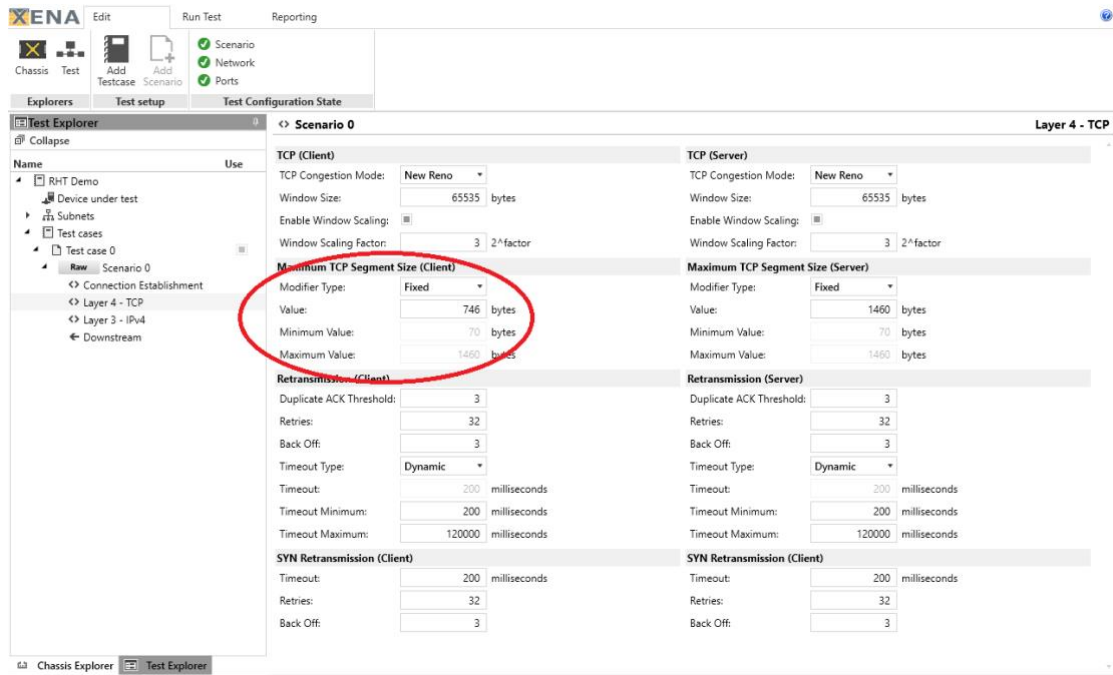 XENA Edit Run Test Reporting
Chassis Test Add Testcase Add Scenario
Scenario
Network
Ports
Explorers Test setup Test Configuration State
Test Explorer
Collapse
Name Use
RHT Demo
Device under test
Subnets
Test cases
Test case 0
Raw Scenario 0
<> Connection Establishment
<> Layer 4 - TCP
<> Layer 3 - IPv4
Downstream
<> Scenario 0 Layer 4 - TCP
TCP (Client)
TCP Congestion Mode: New Reno
Window Size: 65535 bytes
Enable Window Scaling:
Window Scaling Factor: 3 2^factor
Maximum TCP Segment Size (Client)
Modifier Type: Fixed
Value: 746 bytes
Minimum Value: 70 bytes
Maximum Value: 1460 bytes
Retransmission (Client)
Duplicate ACK Threshold: 3
Retries: 32
Back Off: 3
Timeout Type: Dynamic
Timeout: 200 milliseconds
Timeout Minimum: 200 milliseconds
Timeout Maximum: 120000 milliseconds
SYN Retransmission (Client)
Timeout: 200 milliseconds
Retries: 32
Back Off: 3
TCP (Server)
TCP Congestion Mode: New Reno
Window Size: 65535 bytes
Enable Window Scaling:
Window Scaling Factor: 3 2^factor
Maximum TCP Segment Size (Server)
Modifier Type: Fixed
Value: 1460 bytes
Minimum Value: 70 bytes
Maximum Value: 1460 bytes
Retransmission (Server)
Duplicate ACK Threshold: 3
Retries: 32
Back Off: 3
Timeout Type: Dynamic
Timeout: 200 milliseconds
Timeout Minimum: 200 milliseconds
Timeout Maximum: 120000 milliseconds
SYN Retransmission (Client)
Timeout: 200 milliseconds
Retries: 32
Back Off: 3
Chassis Explorer Test Explorer